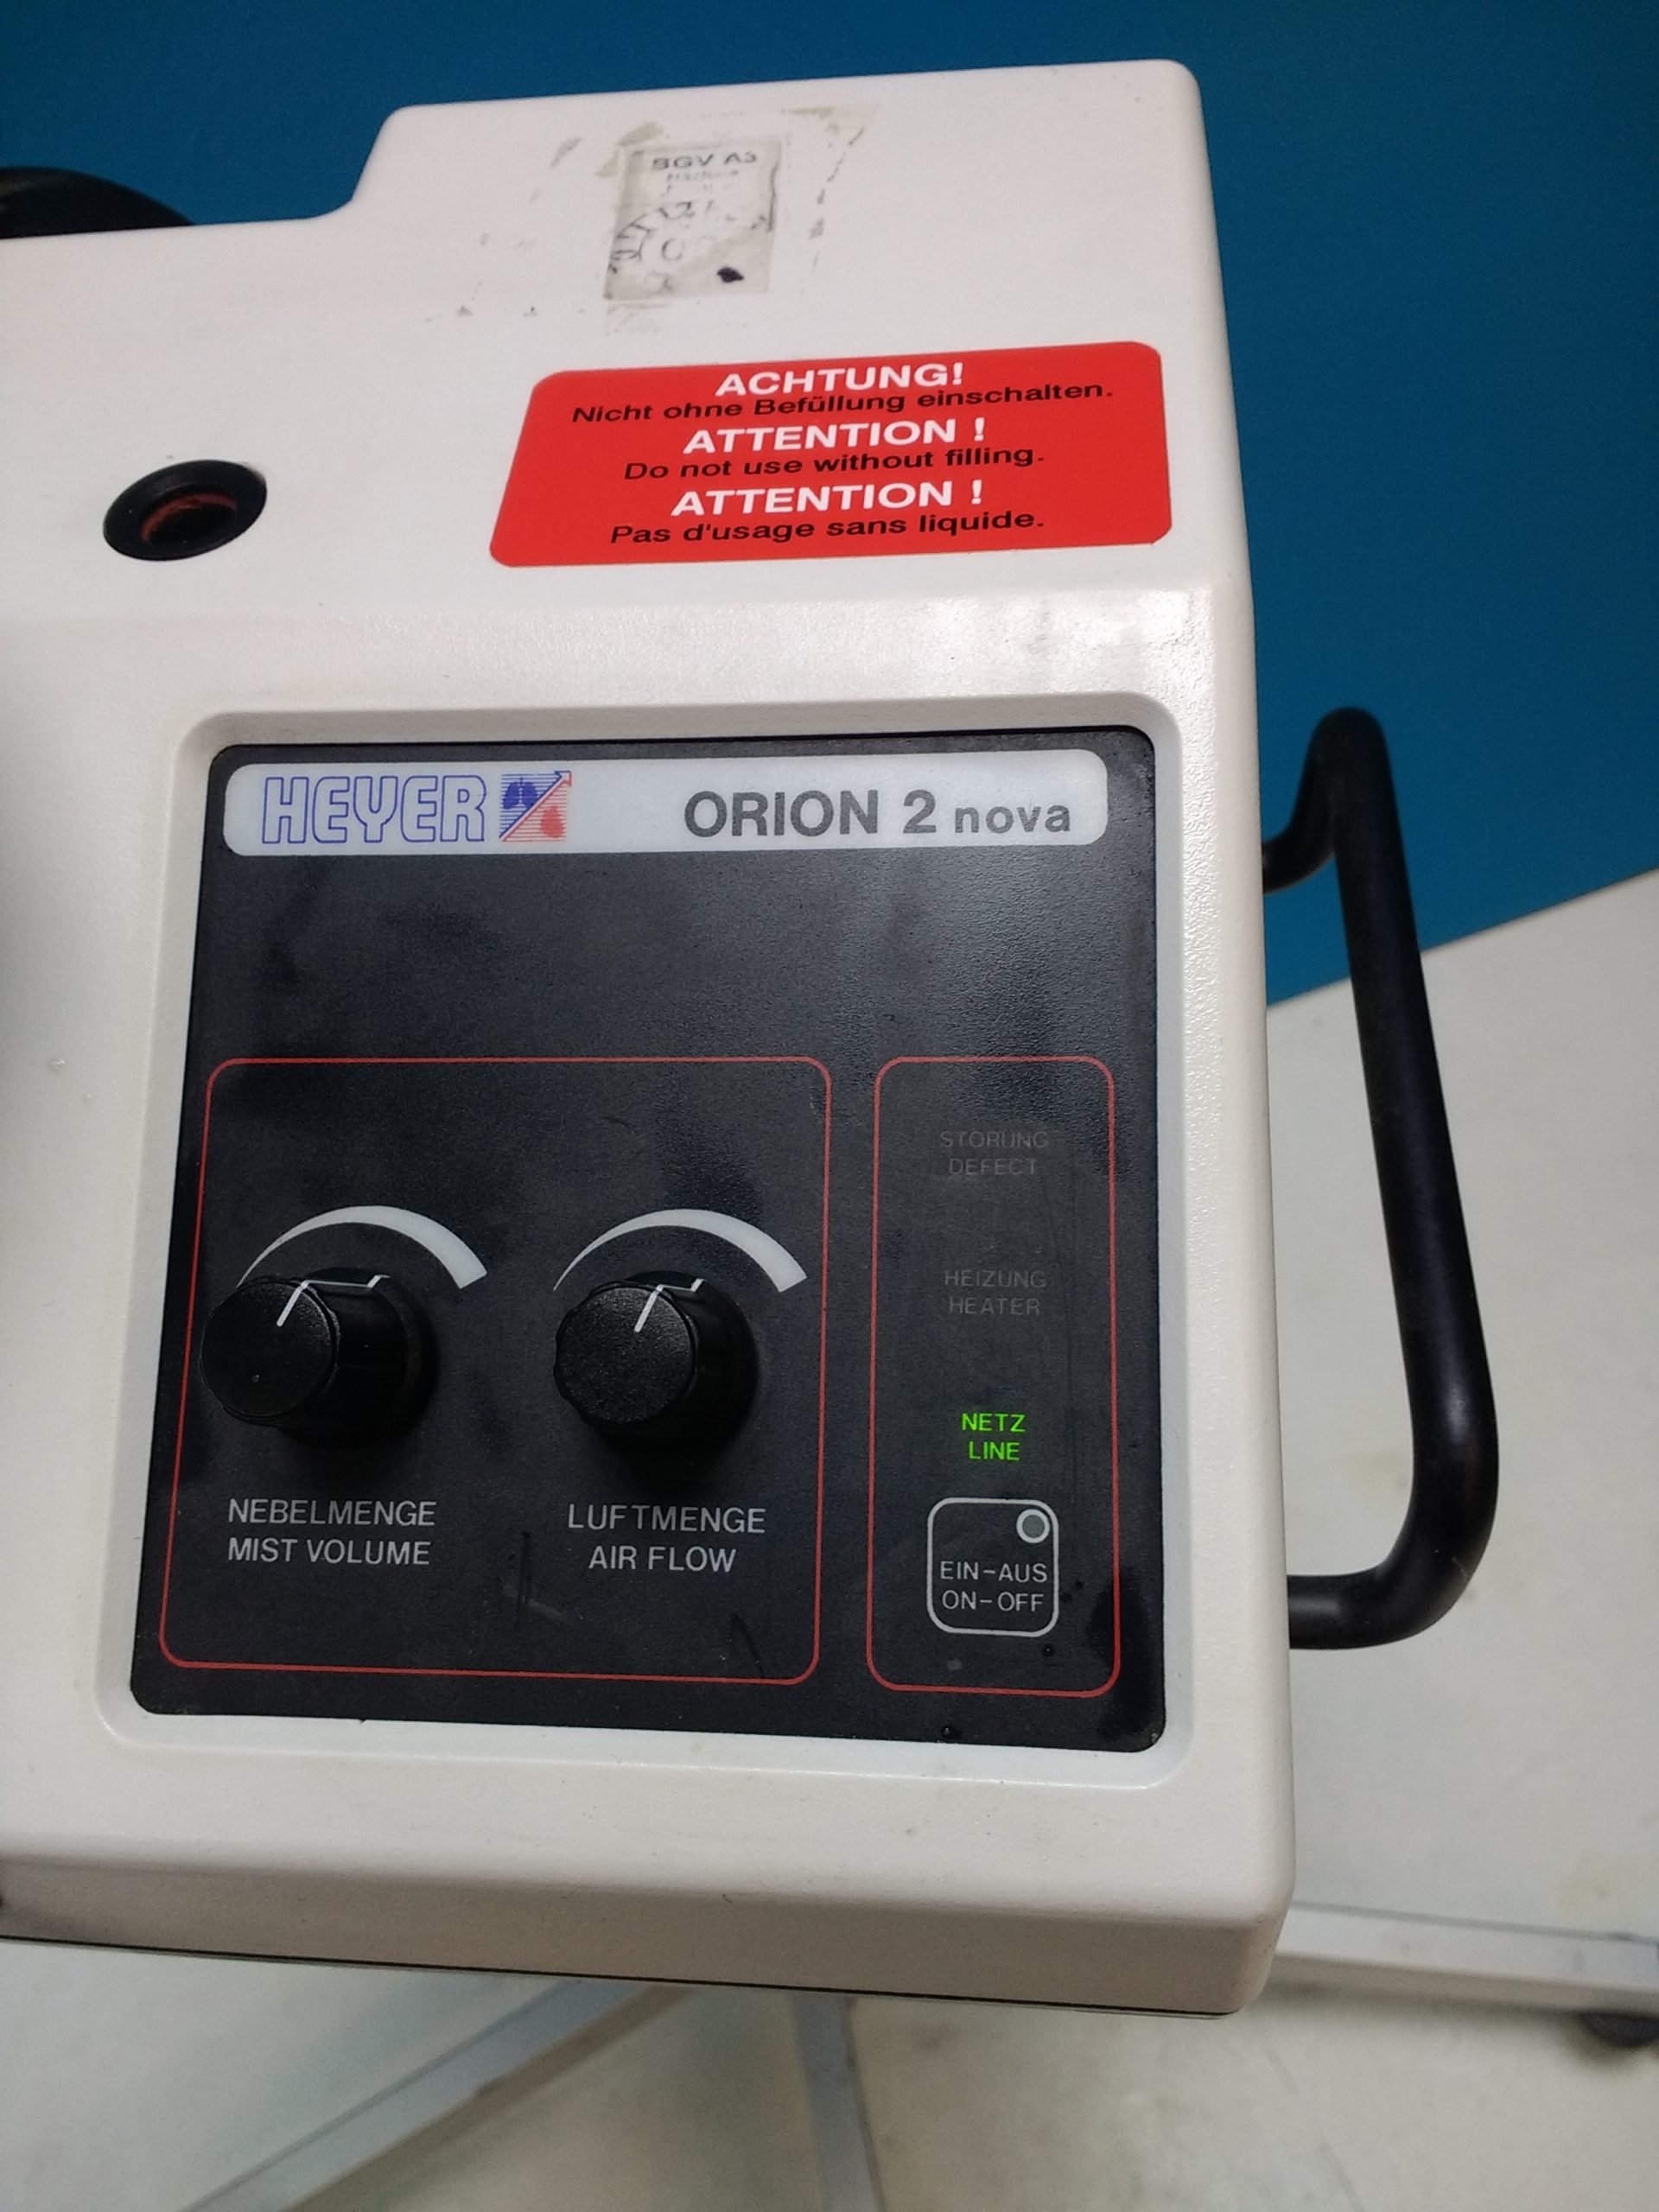 BGV A3
ACHTUNG!
Nicht ohne Befüllung einschalten.
ATTENTION !
Do not use without filling.
ATTENTION !
Pas d'usage sans liquide.
HEYER ORION 2 nova
STÖRUNG
DEFECT
HEIZUNG
HEATER
NETZ
LINE
NEBELMENGE
MIST VOLUME
LUFTMENGE
AIR FLOW
EIN-AUS
ON-OFF